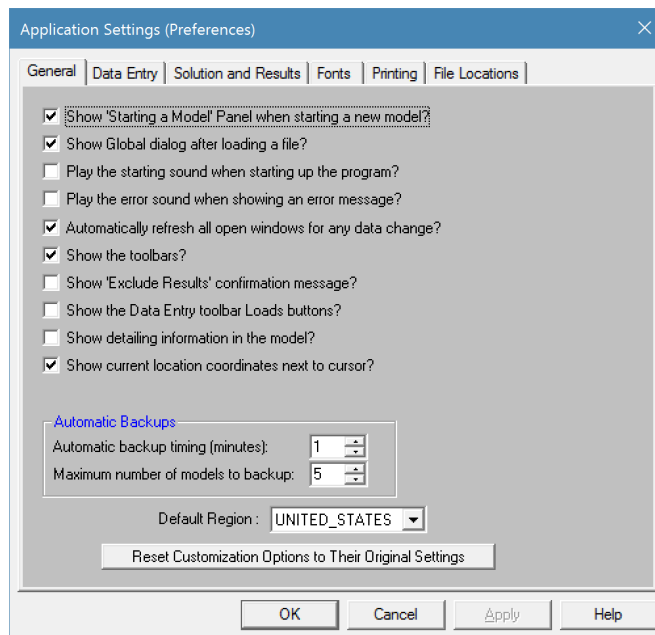 Application Settings (Preferences)
General Data Entry Solution and Results Fonts Printing File Locations
Show 'Starting a Model' Panel when starting a new model?
Show Global dialog after loading a file?
Play the starting sound when starting up the program?
Play the error sound when showing an error message?
Automatically refresh all open windows for any data change?
Show the toolbars?
Show 'Exclude Results' confirmation message?
Show the Data Entry toolbar Loads buttons?
Show detailing information in the model?
Show current location coordinates next to cursor?
Automatic Backups
Automatic backup timing (minutes): 1
Maximum number of models to backup: 5
Default Region : UNITED_STATES
Reset Customization Options to Their Original Settings
OK Cancel Apply Help